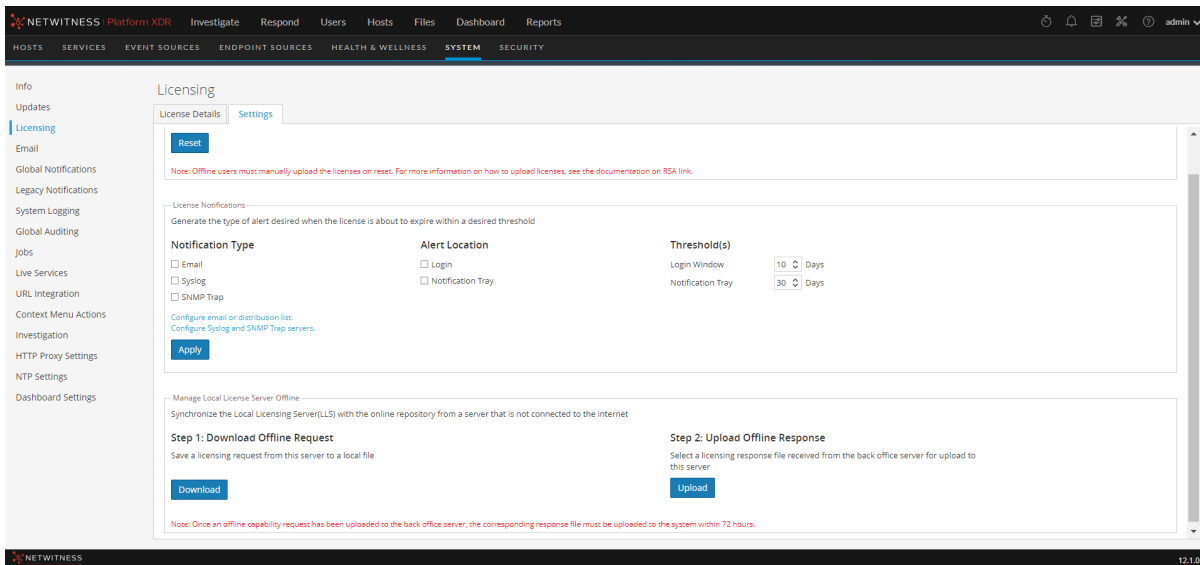 NETWITNESS Platform XDR Investigate Respond Users Hosts Files Dashboard Reports admin
HOSTS SERVICES EVENT SOURCES ENDPOINT SOURCES HEALTH & WELLNESS SYSTEM SECURITY
Info
Updates
Licensing
Email
Global Notifications
Legacy Notifications
System Logging
Global Auditing
Jobs
Live Services
URL Integration
Context Menu Actions
Investigation
HTTP Proxy Settings
NTP Settings
Dashboard Settings
Licensing
License Details Settings
Reset
Note: Offline users must manually upload the licenses on reset. For more information on how to upload licenses, see the documentation on RSA link.
License Notifications
Generate the type of alert desired when the license is about to expire within a desired threshold
Notification Type
Email
Syslog
SNMP Trap
Configure email or distribution list.
Configure Syslog and SNMP Trap servers.
Apply
Alert Location
Login
Notification Tray
Threshold(s)
Login Window 10 Days
Notification Tray 30 Days
Manage Local License Server Offline
Synchronize the Local Licensing Server(LLS) with the online repository from a server that is not connected to the internet
Step 1: Download Offline Request
Save a licensing request from this server to a local file
Download
Step 2: Upload Offline Response
Select a licensing response file received from the back office server for upload to
this server
Upload
Note: Once an offline capability request has been uploaded to the back office server, the corresponding response file must be uploaded to the system within 72 hours.
NETWITNESS 12.1.0